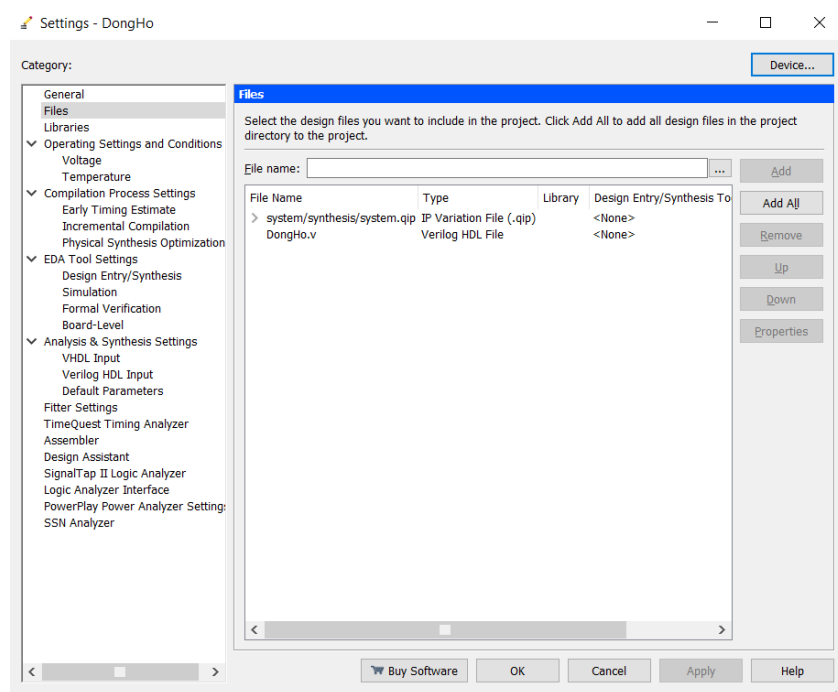 Settings - DongHo
Category:
Device...
General
Files
Libraries
Operating Settings and Conditions
Voltage
Temperature
Compilation Process Settings
Early Timing Estimate
Incremental Compilation
Physical Synthesis Optimization
EDA Tool Settings
Design Entry/Synthesis
Simulation
Formal Verification
Board-Level
Analysis & Synthesis Settings
VHDL Input
Verilog HDL Input
Default Parameters
Fitter Settings
TimeQuest Timing Analyzer
Assembler
Design Assistant
SignalTap II Logic Analyzer
Logic Analyzer Interface
PowerPlay Power Analyzer Settings
SSN Analyzer
Files
Select the design files you want to include in the project. Click Add All to add all design files in the project
directory to the project.
File name:
...
Add
File Name Type Library Design Entry/Synthesis To
system/synthesis/system.qip IP Variation File (.qip) <None>
DongHo.v Verilog HDL File <None>
Add All
Remove
Up
Down
Properties
Buy Software
OK
Cancel
Apply
Help